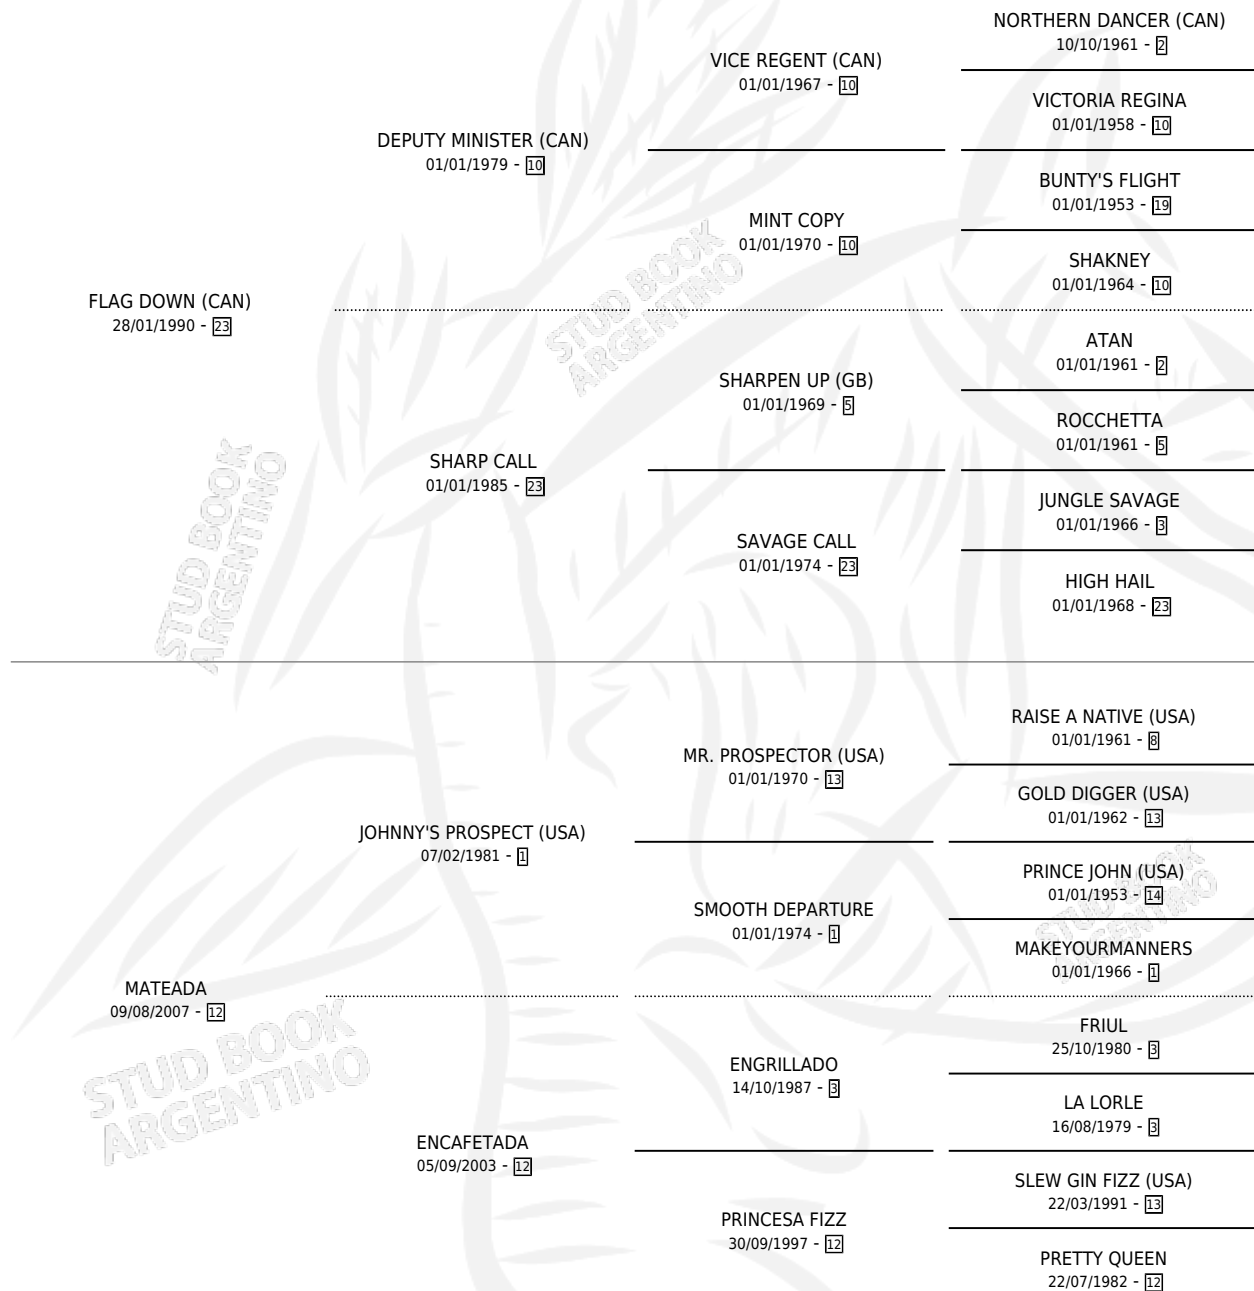 NORTHERN DANCER (CAN)
10/10/1961 - 2
VICE REGENT (CAN)
01/01/1967 - 10
VICTORIA REGINA
01/01/1958 - 10
DEPUTY MINISTER (CAN)
01/01/1979 - 10
BUNTY'S FLIGHT
01/01/1953 - 19
MINT COPY
01/01/1970 - 10
SHAKNEY
01/01/1964 - 10
FLAG DOWN (CAN)
28/01/1990 - 23
STUD BOOK
ARGENTINO
ATAN
01/01/1961 - 2
SHARPEN UP (GB)
01/01/1969 - 5
ROCCHETTA
01/01/1961 - 5
SHARP CALL
01/01/1985 - 23
JUNGLE SAVAGE
01/01/1966 - 3
SAVAGE CALL
01/01/1974 - 23
HIGH HAIL
01/01/1968 - 23
STUD BOOK
ARGENTINO
RAISE A NATIVE (USA)
01/01/1961 - 8
MR. PROSPECTOR (USA)
01/01/1970 - 13
GOLD DIGGER (USA)
01/01/1962 - 13
JOHNNY'S PROSPECT (USA)
07/02/1981 - 1
PRINCE JOHN (USA)
01/01/1953 - 14
SMOOTH DEPARTURE
01/01/1974 - 1
STUD BOOK
ARGENTINO
MAKEYOURMANNERS
01/01/1966 - 1
MATEADA
09/08/2007 - 12
STUD BOOK
ARGENTINO
FRIUL
25/10/1980 - 3
ENGRILLADO
14/10/1987 - 3
LA LORLE
16/08/1979 - 3
ENCAFETADA
05/09/2003 - 12
SLEW GIN FIZZ (USA)
22/03/1991 - 13
PRINCESA FIZZ
30/09/1997 - 12
PRETTY QUEEN
22/07/1982 - 12